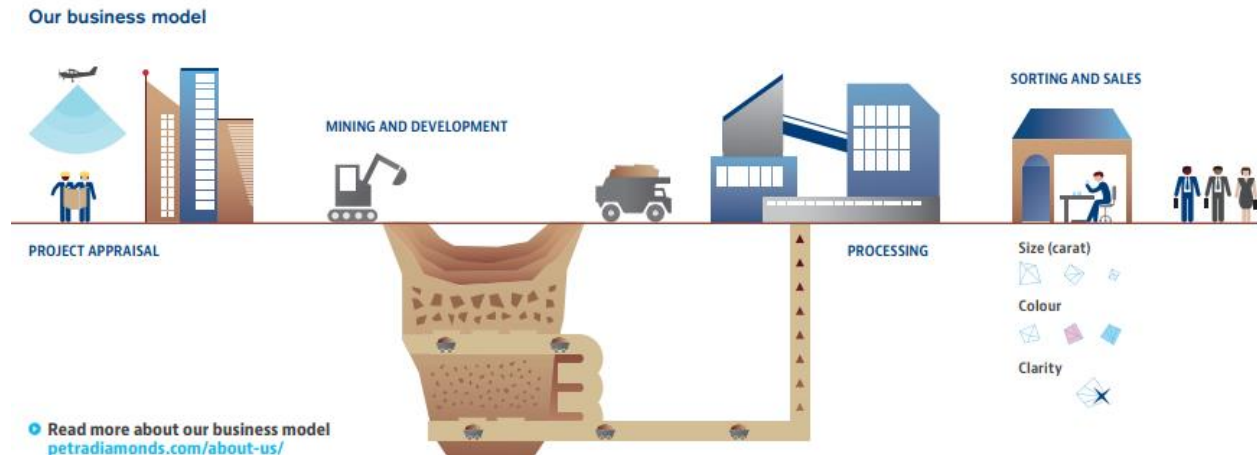 Our business model
SORTING AND SALES
MINING AND DEVELOPMENT
PROJECT APPRAISAL
PROCESSING
Size (carat)
Colour
Clarity
Read more about our business model
petradiamonds.com/about-us/